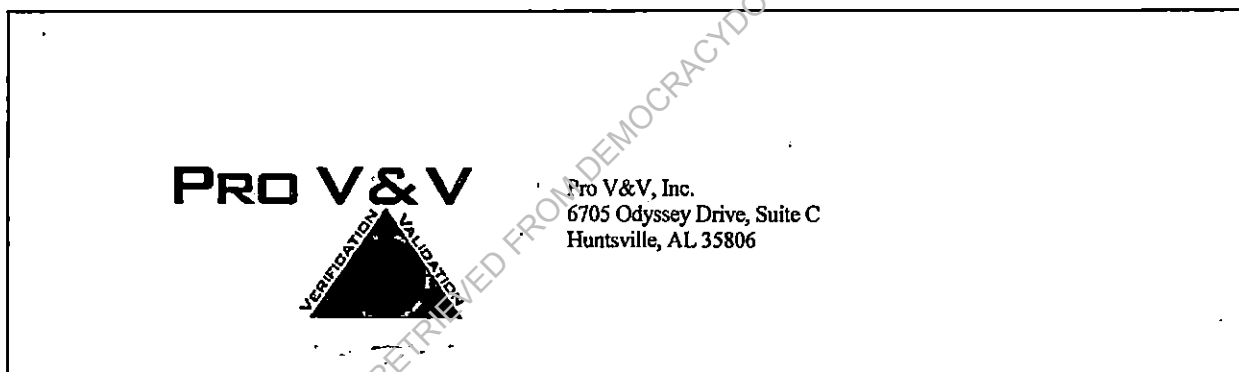 PRO V&V
VERIFICATION
VALIDATION
Pro V&V, Inc.
6705 Odyssey Drive, Suite C
Huntsville, AL 35806
RETRIEVED FROM DEMOCRACYDO